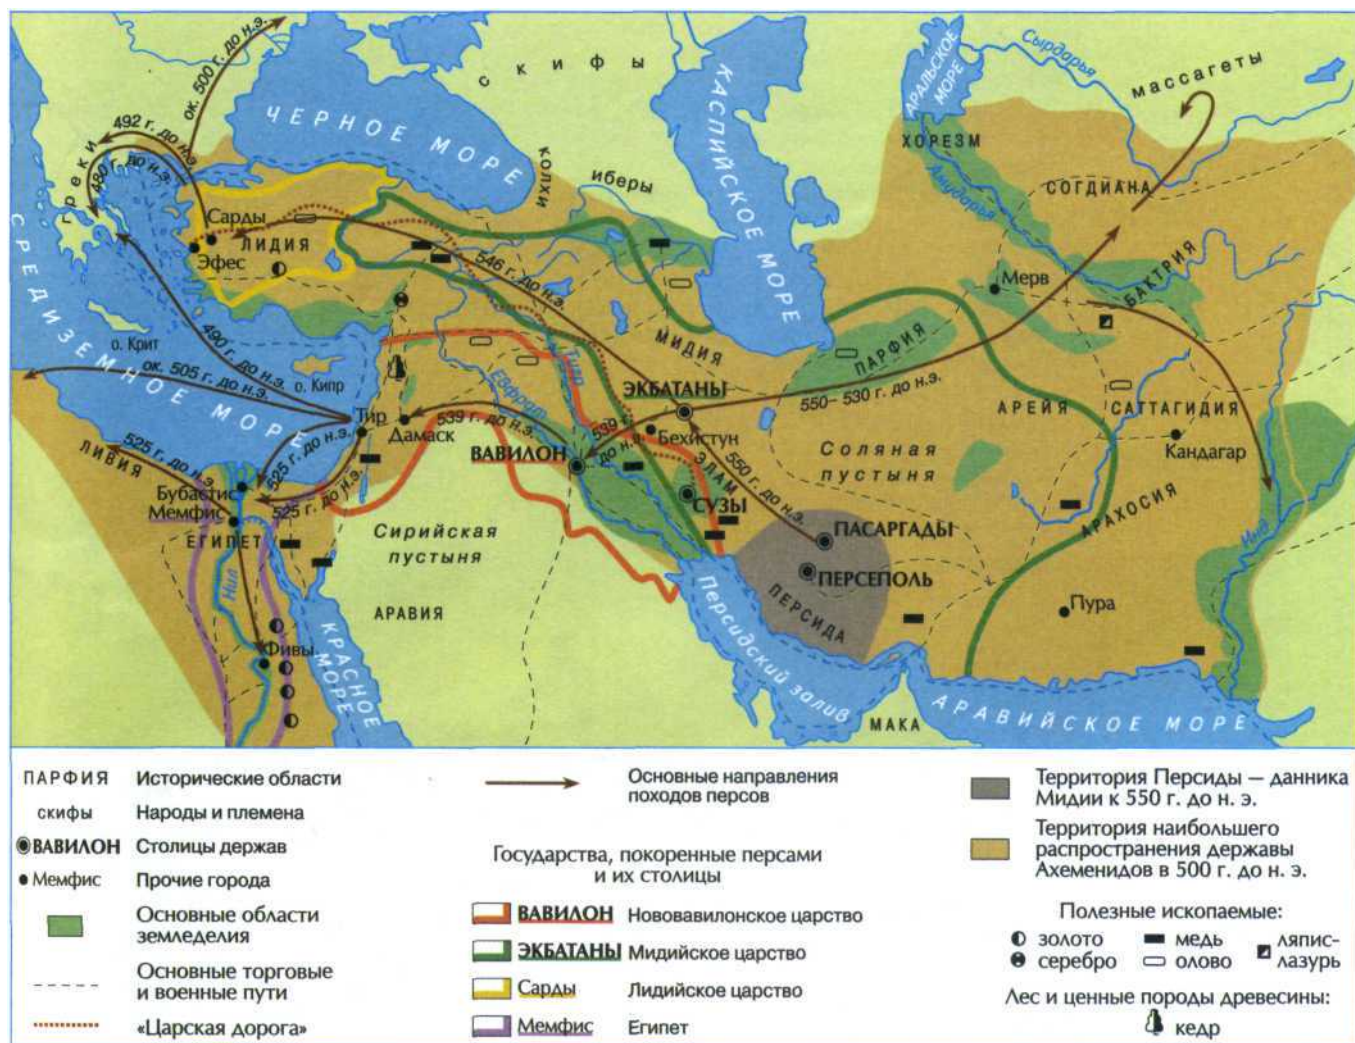 ок. 500 г. до н.э.
скифы
492 г. до н.э.
480 г. до н.э.
греки
ЧЕРНОЕ МОРЕ
КАСПИЙСКОЕ МОРЕ
АРАЛЬСКОЕ
МОРЕ
Сырдарья
массагеты
ХОРЕЗМ
Амударья
СОГДИАНА
колхи
иберы
СРЕДИЗЕМНОЕ МОРЕ
Сарды
ЛИДИЯ
Эфес
546 г. до н.э.
Мерв
БАКТРИЯ
о. Крит
490 г. до н.э.
ок. 505 г. до н.э.
о. Кипр
Тигр
Евфрат
МИДИЯ
ПАРФИЯ
ЭКБАТАНЫ
550–530 г. до н.э.
АРЕЙЯ
САТТАГИДИЯ
Тир
Дамаск
539 г. до н.э.
539 г.
до н.э.
Бехистун
Соляная
пустыня
Кандагар
ВАВИЛОН
ЭЛАМ
550 г. до н.э.
525 г. до н.э.
ЛИВИЯ
525 г. до н.э.
525 г. до н.э.
Бубастис
Мемфис
ЕГИПЕТ
СУЗЫ
ПАСАРГАДЫ
АРАХОСИЯ
Инд
Сирийская
пустыня
ПЕРСЕПОЛЬ
Нил
АРАВИЯ
Персидский залив
ПЕРСИДА
Пура
КРАСНОЕ
МОРЕ
Фивы
МАКА
АРАВИЙСКОЕ МОРЕ
ПАРФИЯ Исторические области
скифы Народы и племена
ВАВИЛОН Столицы держав
Мемфис Прочие города
Основные области
земледелия
Основные торговые
и военные пути
«Царская дорога»
Основные направления
походов персов
Государства, покоренные персами
и их столицы
ВАВИЛОН Нововавилонское царство
ЭКБАТАНЫ Мидийское царство
Сарды Лидийское царство
Мемфис Египет
Территория Персиды — данника
Мидии к 550 г. до н. э.
Территория наибольшего
распространения державы
Ахеменидов в 500 г. до н. э.
Полезные ископаемые:
золото медь ляпис-
серебро олово лазурь
Лес и ценные породы древесины:
кедр